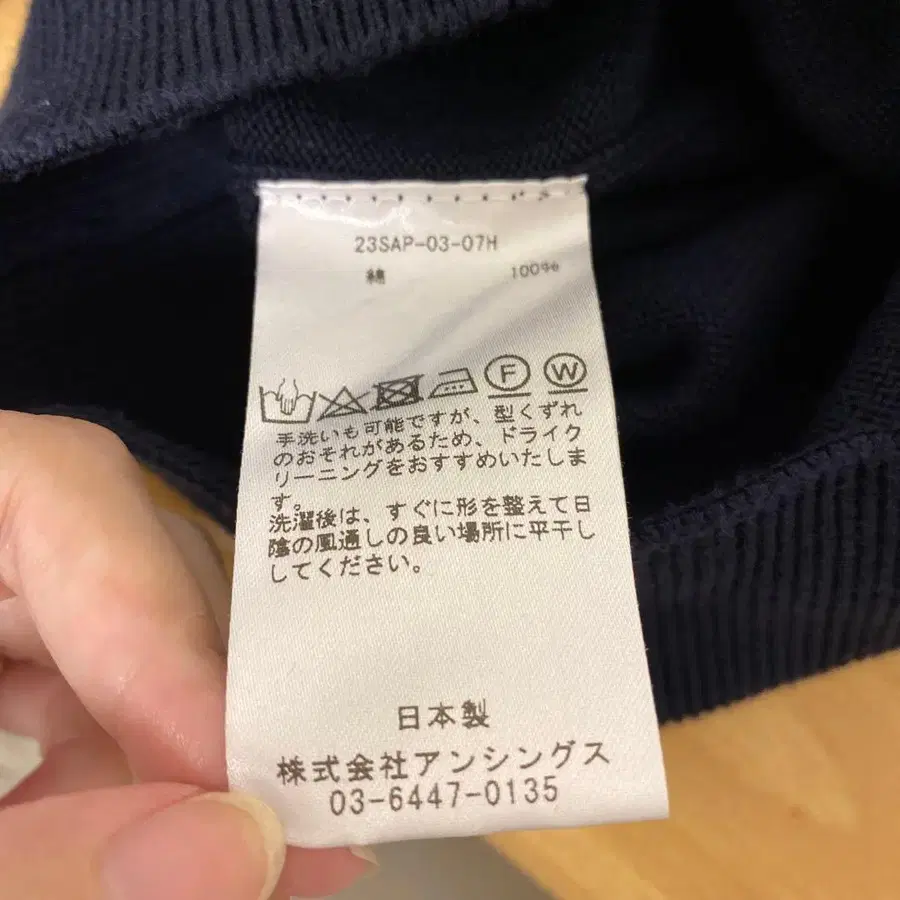 23SAP-03-07H
綿 100%
F W
手洗いも可能ですが、型くずれ
のおそれがあるため、ドライク
リーニングをおすすめいたしま
す。
洗濯後は、すぐに形を整えて日
陰の風通しの良い場所に平干し
してください。
日本製
株式会社アンシングス
03-6447-0135